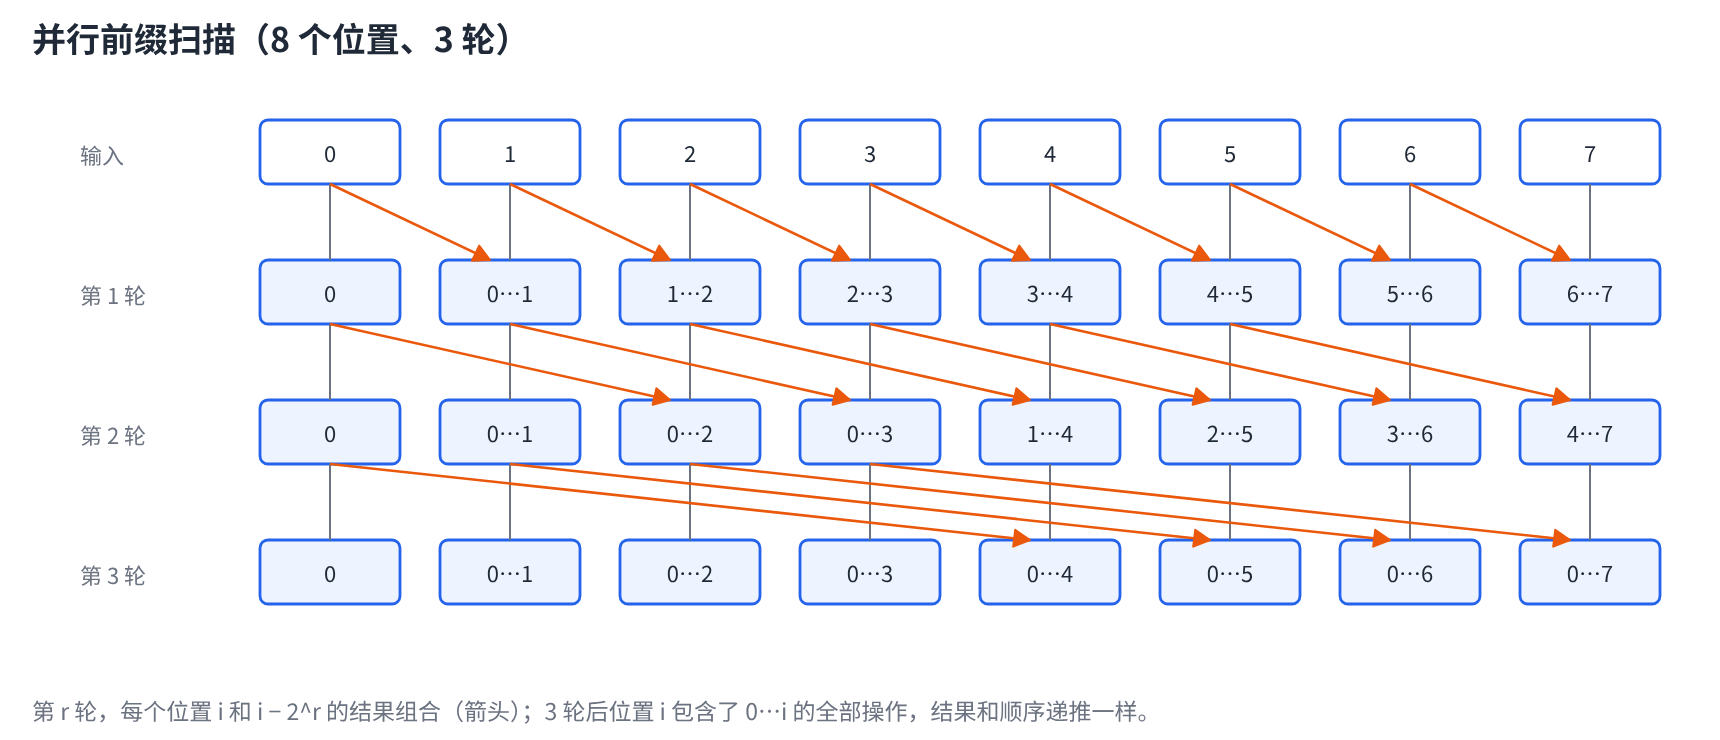 并行前缀扫描（8 个位置、3 轮）
输入 0 1 2 3 4 5 6 7
第 1 轮 0 0⋯1 1⋯2 2⋯3 3⋯4 4⋯5 5⋯6 6⋯7
第 2 轮 0 0⋯1 0⋯2 0⋯3 1⋯4 2⋯5 3⋯6 4⋯7
第 3 轮 0 0⋯1 0⋯2 0⋯3 0⋯4 0⋯5 0⋯6 0⋯7
第 r 轮，每个位置 i 和 i − 2^r 的结果组合（箭头）；3 轮后位置 i 包含了 0⋯i 的全部操作，结果和顺序递推一样。